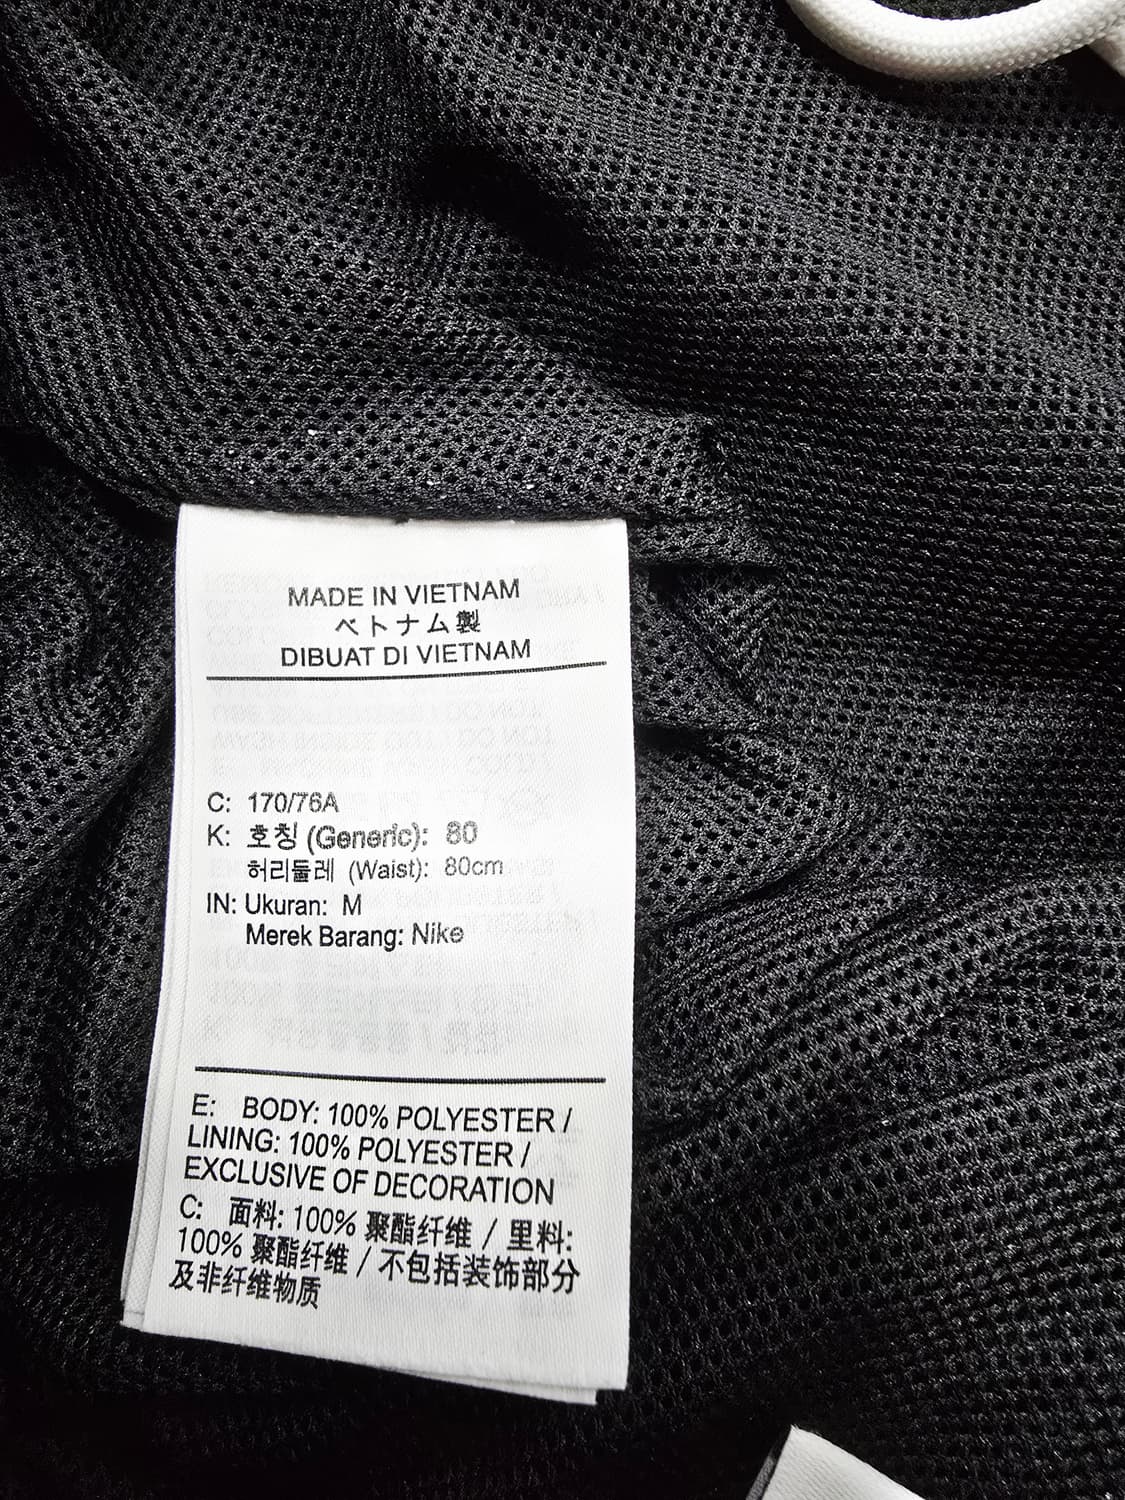 MADE IN VIETNAM
ベトナム製
DIBUAT DI VIETNAM
C: 170/76A
K: 호칭 (Generic): 80
허리둘레 (Waist): 80cm
IN: Ukuran: M
Merek Barang: Nike
E: BODY: 100% POLYESTER /
LINING: 100% POLYESTER /
EXCLUSIVE OF DECORATION
C: 面料: 100% 聚酯纤维 / 里料:
100% 聚酯纤维 / 不包括装饰部分
及非纤维物质